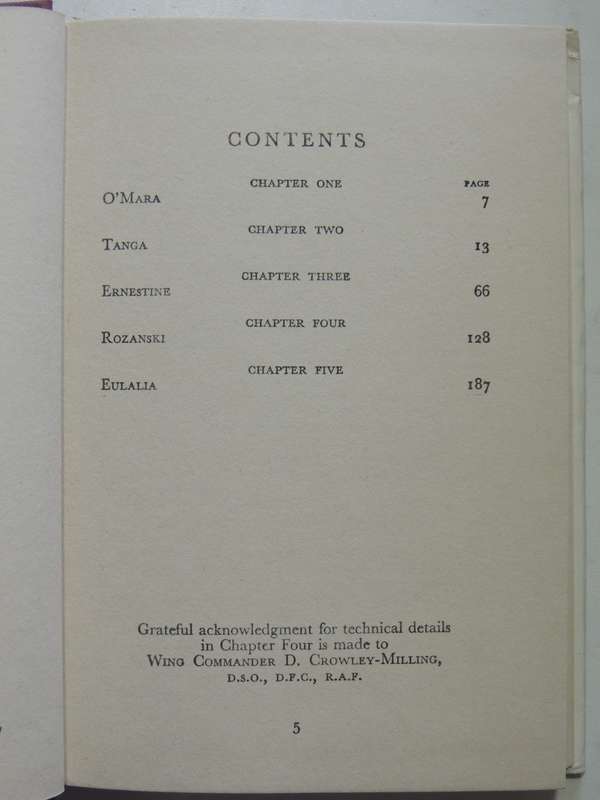 CONTENTS
CHAPTER ONE PAGE
O'MARA 7
CHAPTER TWO
TANGA 13
CHAPTER THREE
ERNESTINE 66
CHAPTER FOUR
ROZANSKI 128
CHAPTER FIVE
EULALIA 187
Grateful acknowledgment for technical details
in Chapter Four is made to
WING COMMANDER D. CROWLEY-MILLING,
D.S.O., D.F.C., R.A.F.
5